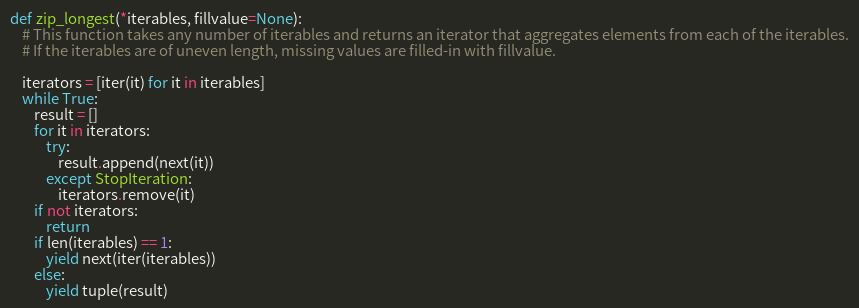 def zip_longest(*iterables, fillvalue=None):
    # This function takes any number of iterables and returns an iterator that aggregates elements from each of the iterables.
    # If the iterables are of uneven length, missing values are filled-in with fillvalue.

    iterators = [iter(it) for it in iterables]
    while True:
        result = []
        for it in iterators:
            try:
                result.append(next(it))
            except StopIteration:
                iterators.remove(it)
        if not iterators:
            return
        if len(iterables) == 1:
            yield next(iter(iterables))
        else:
            yield tuple(result)